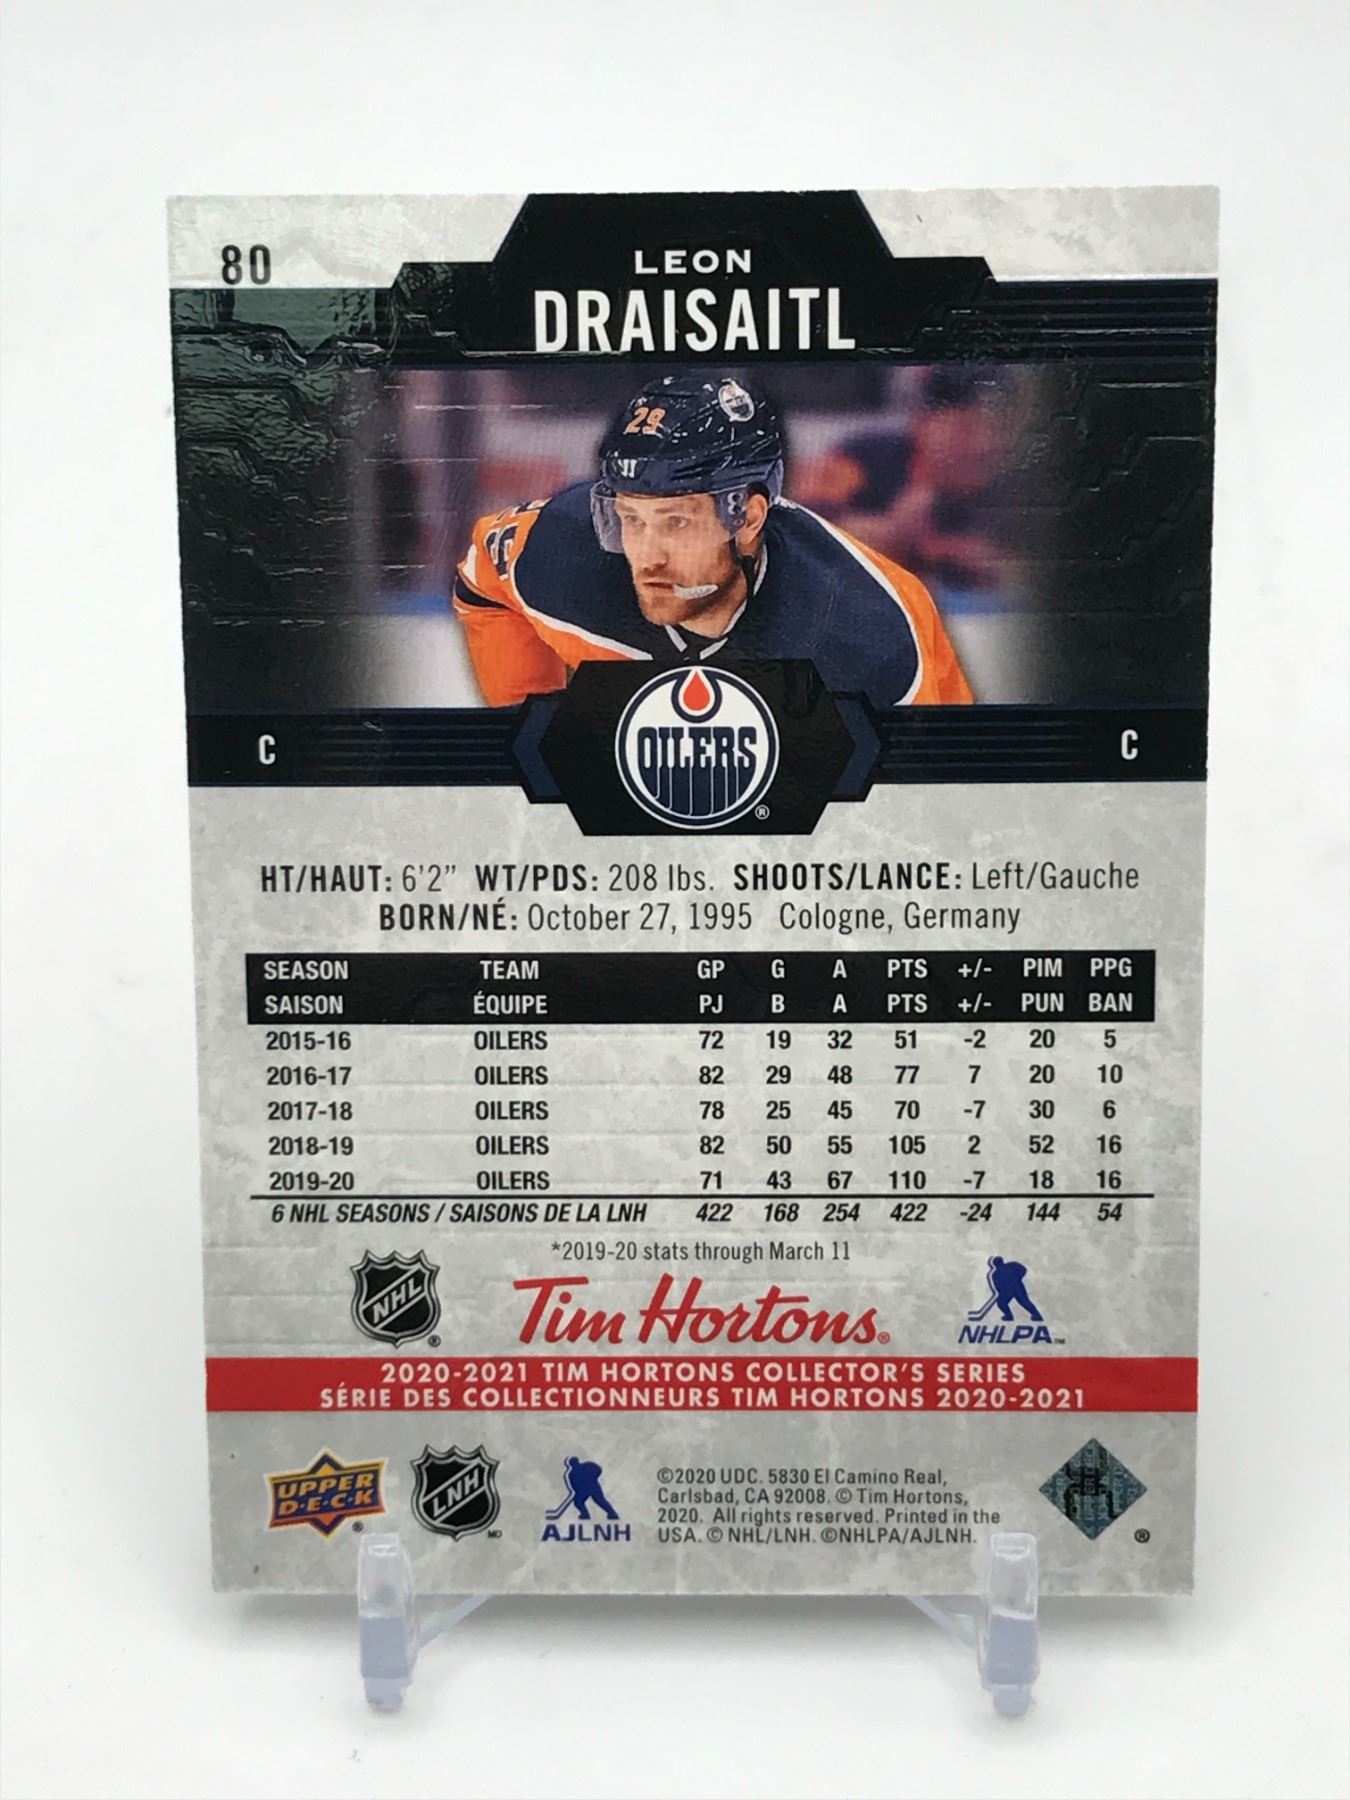 80
LEON
DRAISAITL
29
OILERS
C
C
HT/HAUT: 6'2" WT/PDS: 208 lbs. SHOOTS/LANCE: Left/Gauche
BORN/NÉ: October 27, 1995 Cologne, Germany
SEASON TEAM GP G A PTS +/- PIM PPG
SAISON ÉQUIPE PJ B A PTS +/- PUN BAN
2015-16 OILERS 72 19 32 51 -2 20 5
2016-17 OILERS 82 29 48 77 7 20 10
2017-18 OILERS 78 25 45 70 -7 30 6
2018-19 OILERS 82 50 55 105 2 52 16
2019-20 OILERS 71 43 67 110 -7 18 16
6 NHL SEASONS / SAISONS DE LA LNH 422 168 254 422 -24 144 54
*2019-20 stats through March 11
NHL ® Tim Hortons® NHLPA™
2020-2021 TIM HORTONS COLLECTOR'S SERIES
SÉRIE DES COLLECTIONNEURS TIM HORTONS 2020-2021
UPPER
D·E·C·K ®
LNH MD
AJLNH
©2020 UDC. 5830 El Camino Real,
Carlsbad, CA 92008. © Tim Hortons,
2020. All rights reserved. Printed in the
USA. © NHL/LNH. ©NHLPA/AJLNH.
®